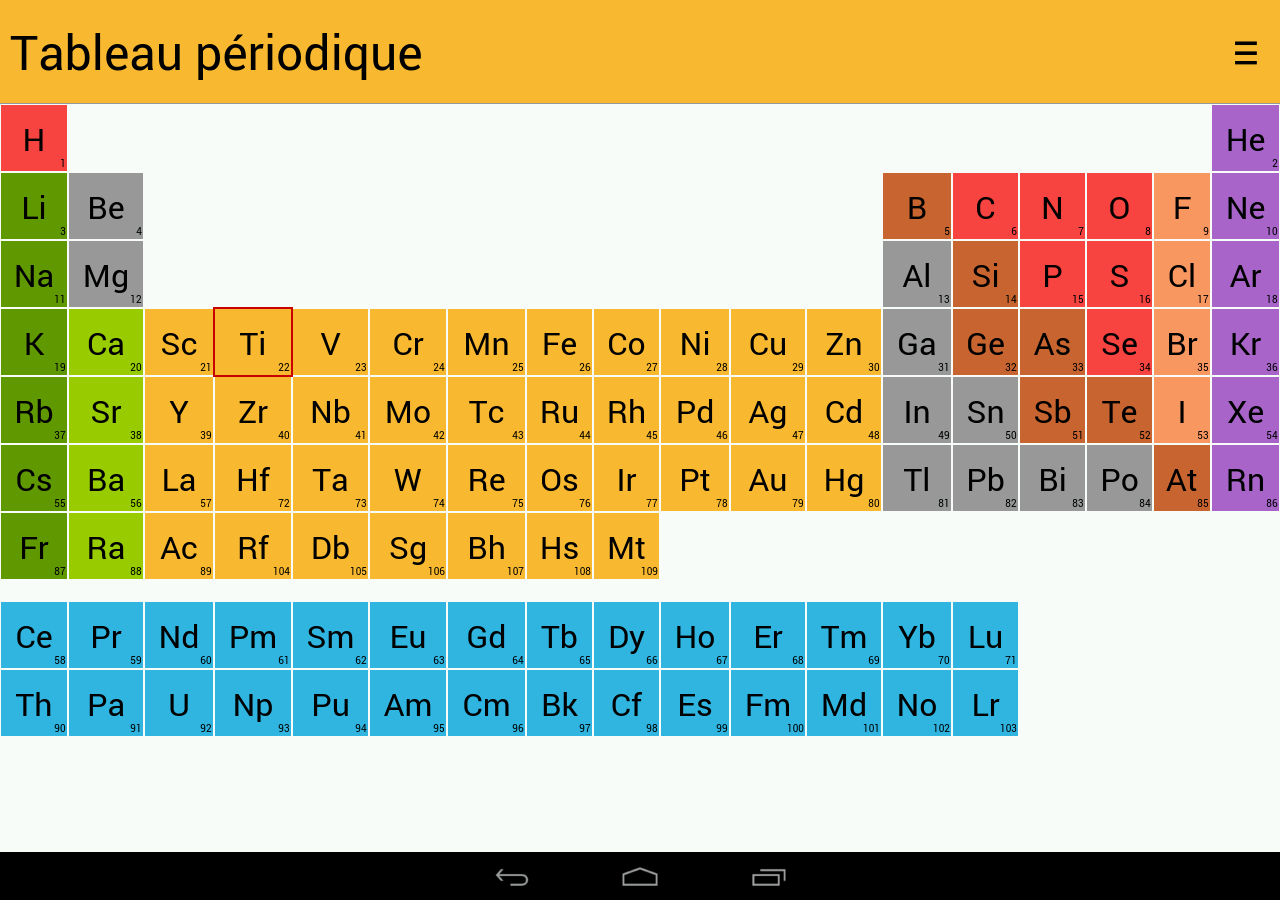 Tableau périodique
H 1 He 2
Li 3 Be 4 B 5 C 6 N 7 O 8 F 9 Ne 10
Na 11 Mg 12 Al 13 Si 14 P 15 S 16 Cl 17 Ar 18
K 19 Ca 20 Sc 21 Ti 22 V 23 Cr 24 Mn 25 Fe 26 Co 27 Ni 28 Cu 29 Zn 30 Ga 31 Ge 32 As 33 Se 34 Br 35 Kr 36
Rb 37 Sr 38 Y 39 Zr 40 Nb 41 Mo 42 Tc 43 Ru 44 Rh 45 Pd 46 Ag 47 Cd 48 In 49 Sn 50 Sb 51 Te 52 I 53 Xe 54
Cs 55 Ba 56 La 57 Hf 72 Ta 73 W 74 Re 75 Os 76 Ir 77 Pt 78 Au 79 Hg 80 Tl 81 Pb 82 Bi 83 Po 84 At 85 Rn 86
Fr 87 Ra 88 Ac 89 Rf 104 Db 105 Sg 106 Bh 107 Hs 108 Mt 109
Ce 58 Pr 59 Nd 60 Pm 61 Sm 62 Eu 63 Gd 64 Tb 65 Dy 66 Ho 67 Er 68 Tm 69 Yb 70 Lu 71
Th 90 Pa 91 U 92 Np 93 Pu 94 Am 95 Cm 96 Bk 97 Cf 98 Es 99 Fm 100 Md 101 No 102 Lr 103